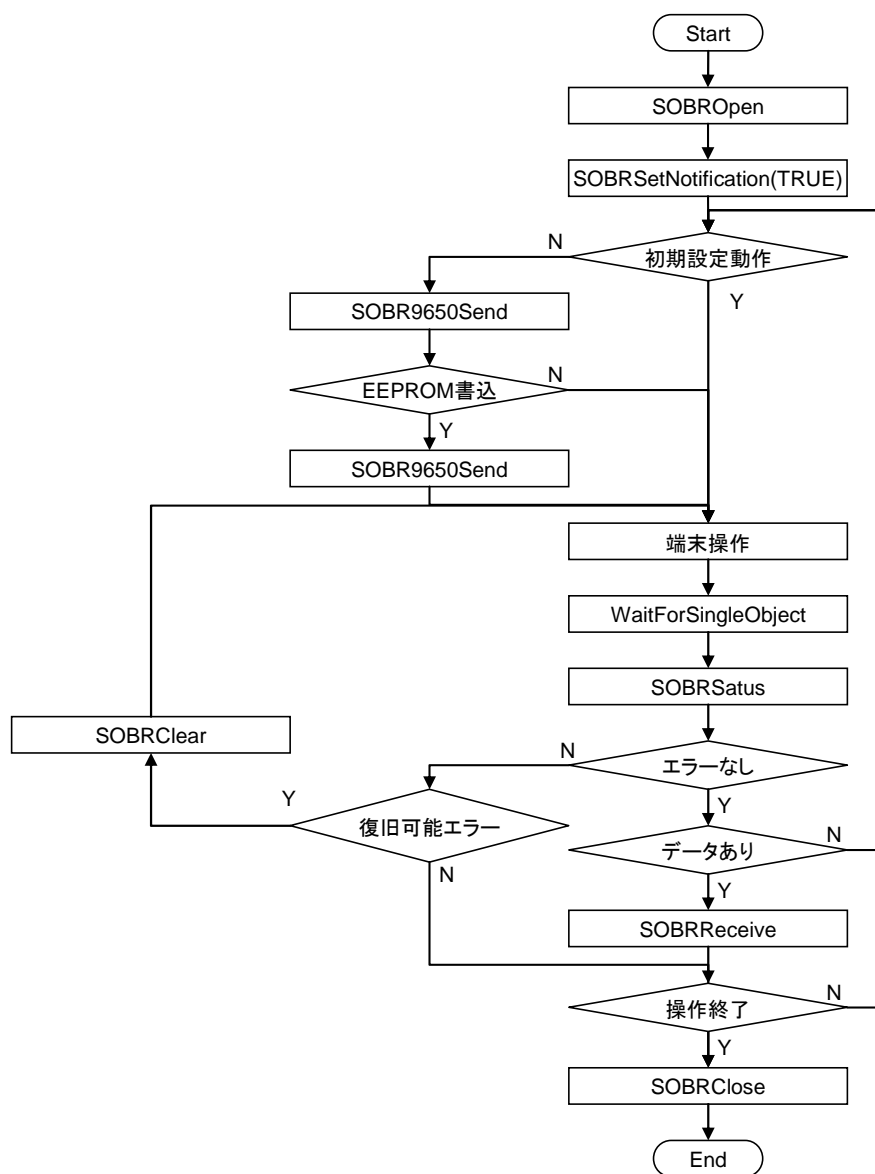 Start
SOBROpen
SOBRSetNotification(TRUE)
N
初期設定動作
Y
SOBR9650Send
EEPROM書込
N
Y
SOBR9650Send
端末操作
WaitForSingleObject
SOBRSatus
SOBRClear
N
エラーなし
Y
Y
復旧可能エラー
N
データあり
N
Y
SOBRReceive
操作終了
N
Y
SOBRClose
End